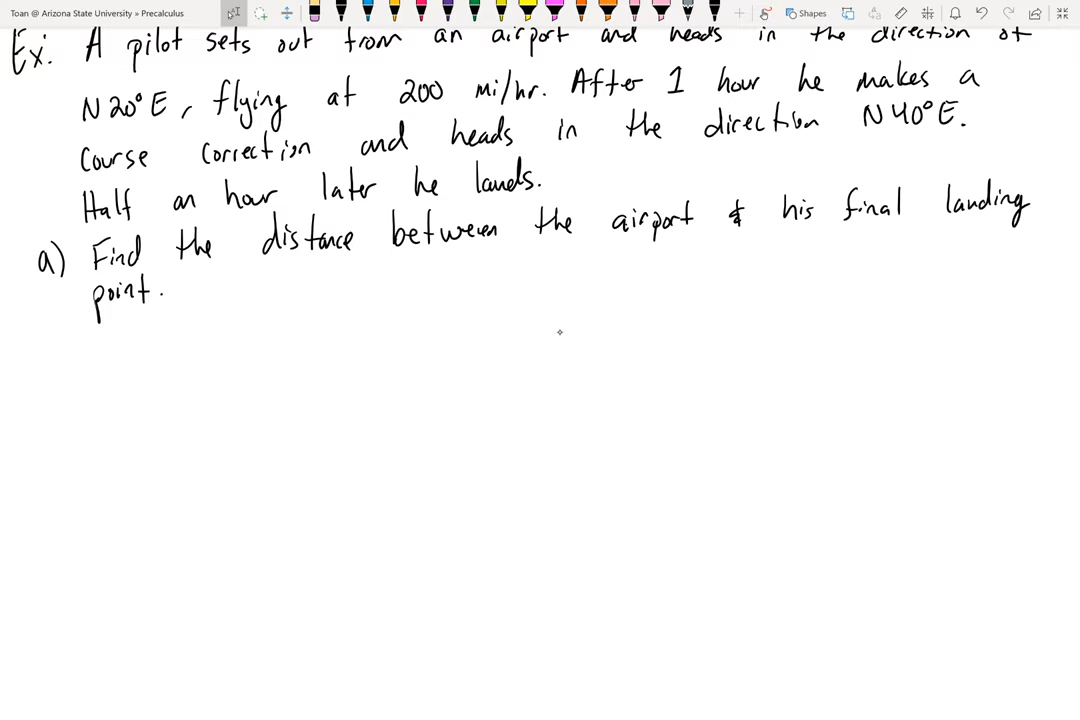 Toan @ Arizona State University » Precalculus
Shapes
Ex: A pilot sets out from an airport and heads in the direction of
N 20° E, flying at 200 mi/hr. After 1 hour he makes a
course correction and heads in the direction N 40° E.
Half an hour later he lands.
a) Find the distance between the airport & his final landing
point.